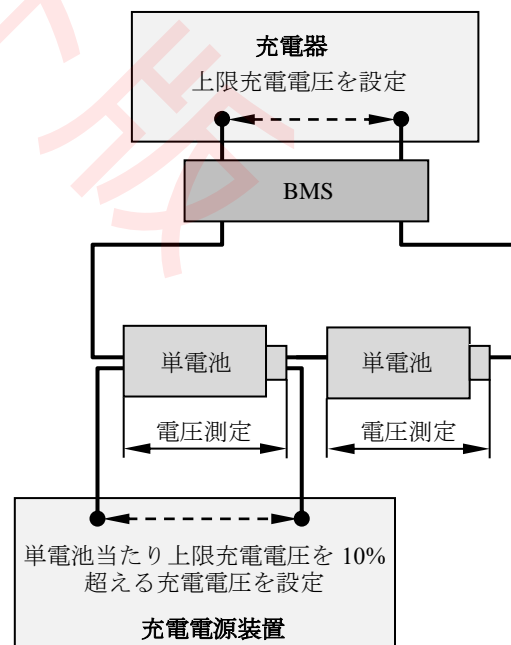 充電器
上限充電電圧を設定
BMS
単電池
単電池
電圧測定
電圧測定
単電池当たり上限充電電圧を 10%
超える充電電圧を設定
充電電源装置
版